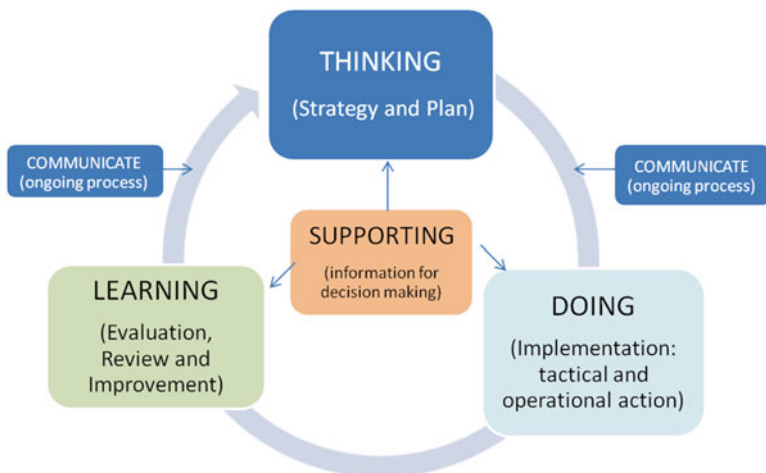 THINKING
(Strategy and Plan)
COMMUNICATE
(ongoing process)
COMMUNICATE
(ongoing process)
SUPPORTING
(information for
decision making)
LEARNING
(Evaluation,
Review and
Improvement)
DOING
(Implementation:
tactical and
operational action)